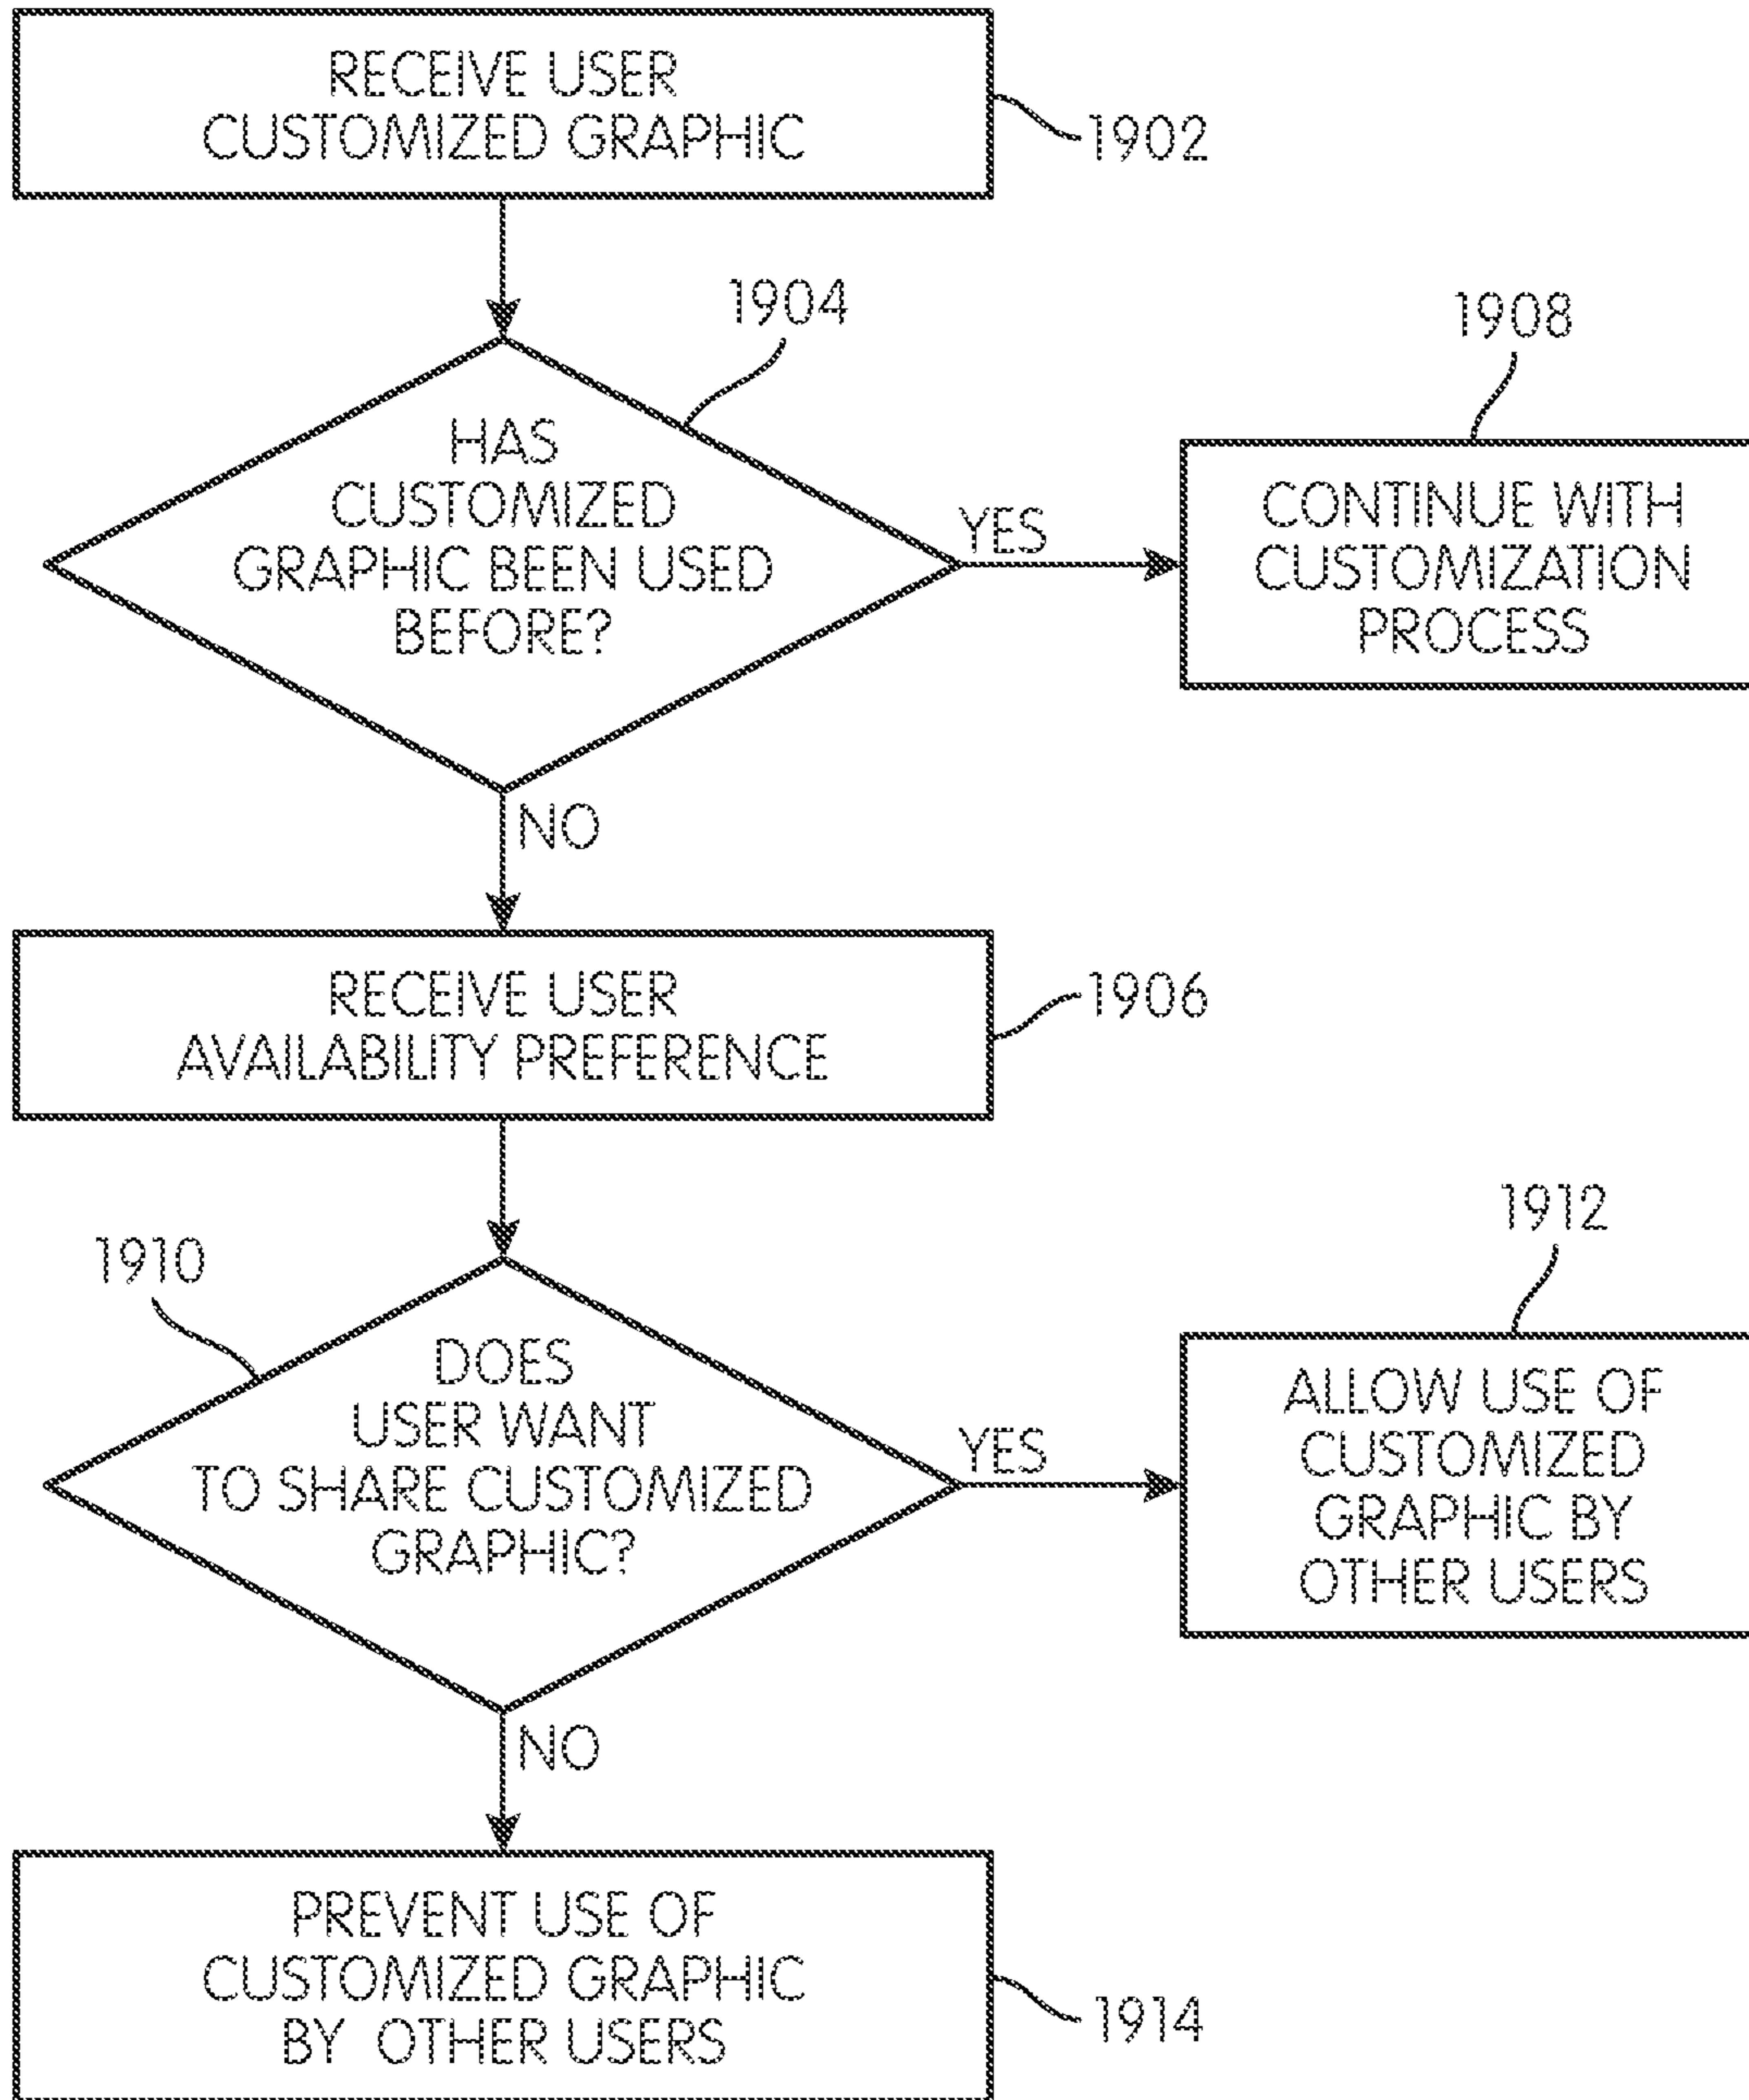 RECEIVE USER
CUSTOMIZED GRAPHIC
1902
1904
HAS
CUSTOMIZED
GRAPHIC BEEN USED
BEFORE?
YES
1908
CONTINUE WITH
CUSTOMIZATION
PROCESS
NO
RECEIVE USER
AVAILABILITY PREFERENCE
1906
1910
DOES
USER WANT
TO SHARE CUSTOMIZED
GRAPHIC?
YES
1912
ALLOW USE OF
CUSTOMIZED
GRAPHIC BY
OTHER USERS
NO
PREVENT USE OF
CUSTOMIZED GRAPHIC
BY OTHER USERS
1914